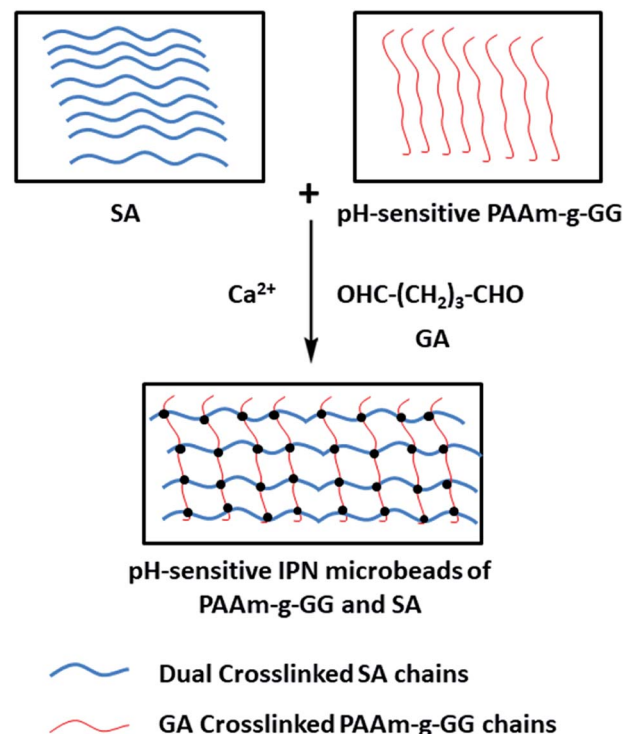 +
SA
pH-sensitive PAAm-g-GG
Ca²⁺
OHC-(CH₂)₃-CHO
GA
pH-sensitive IPN microbeads of
PAAm-g-GG and SA
Dual Crosslinked SA chains
GA Crosslinked PAAm-g-GG chains